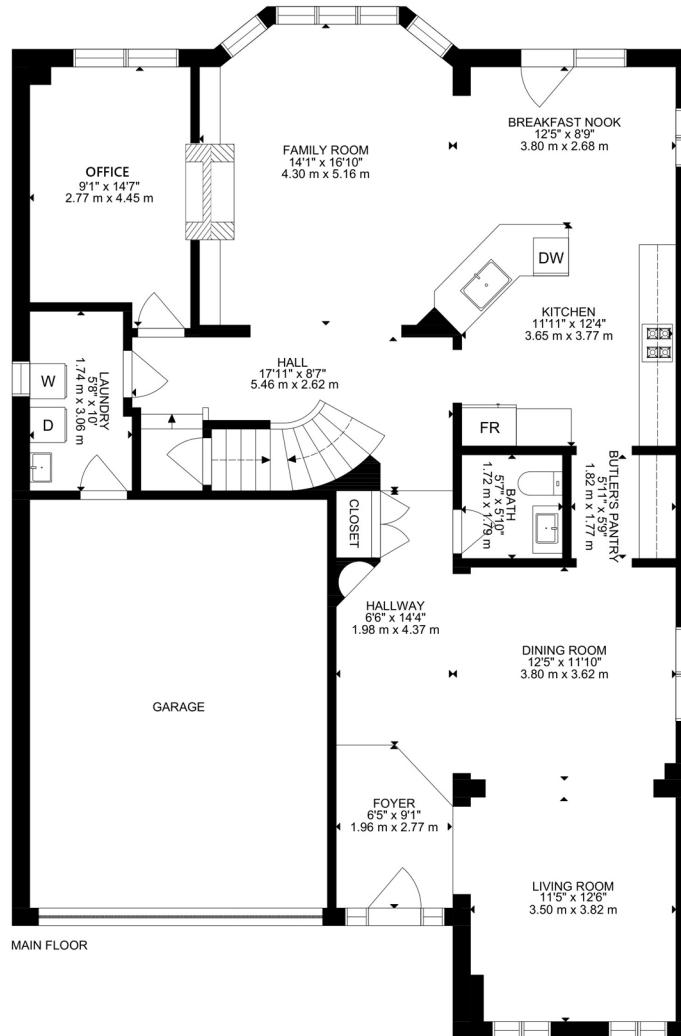 BREAKFAST NOOK
12'5" x 8'9"
3.80 m x 2.68 m
FAMILY ROOM
14'1" x 16'10"
4.30 m x 5.16 m
OFFICE
9'1" x 14'7"
2.77 m x 4.45 m
DW
KITCHEN
11'11" x 12'4"
3.65 m x 3.77 m
HALL
17'11" x 8'7"
5.46 m x 2.62 m
LAUNDRY
5'8" x 10'
1.74 m x 3.06 m
W
D
FR
BATH
5'7" x 5'10"
1.72 m x 1.79 m
BUTLER'S PANTRY
5'11" x 5'9"
1.82 m x 1.77 m
CLOSET
HALLWAY
6'6" x 14'4"
1.98 m x 4.37 m
DINING ROOM
12'5" x 11'10"
3.80 m x 3.62 m
GARAGE
FOYER
6'5" x 9'1"
1.96 m x 2.77 m
LIVING ROOM
11'5" x 12'6"
3.50 m x 3.82 m
MAIN FLOOR